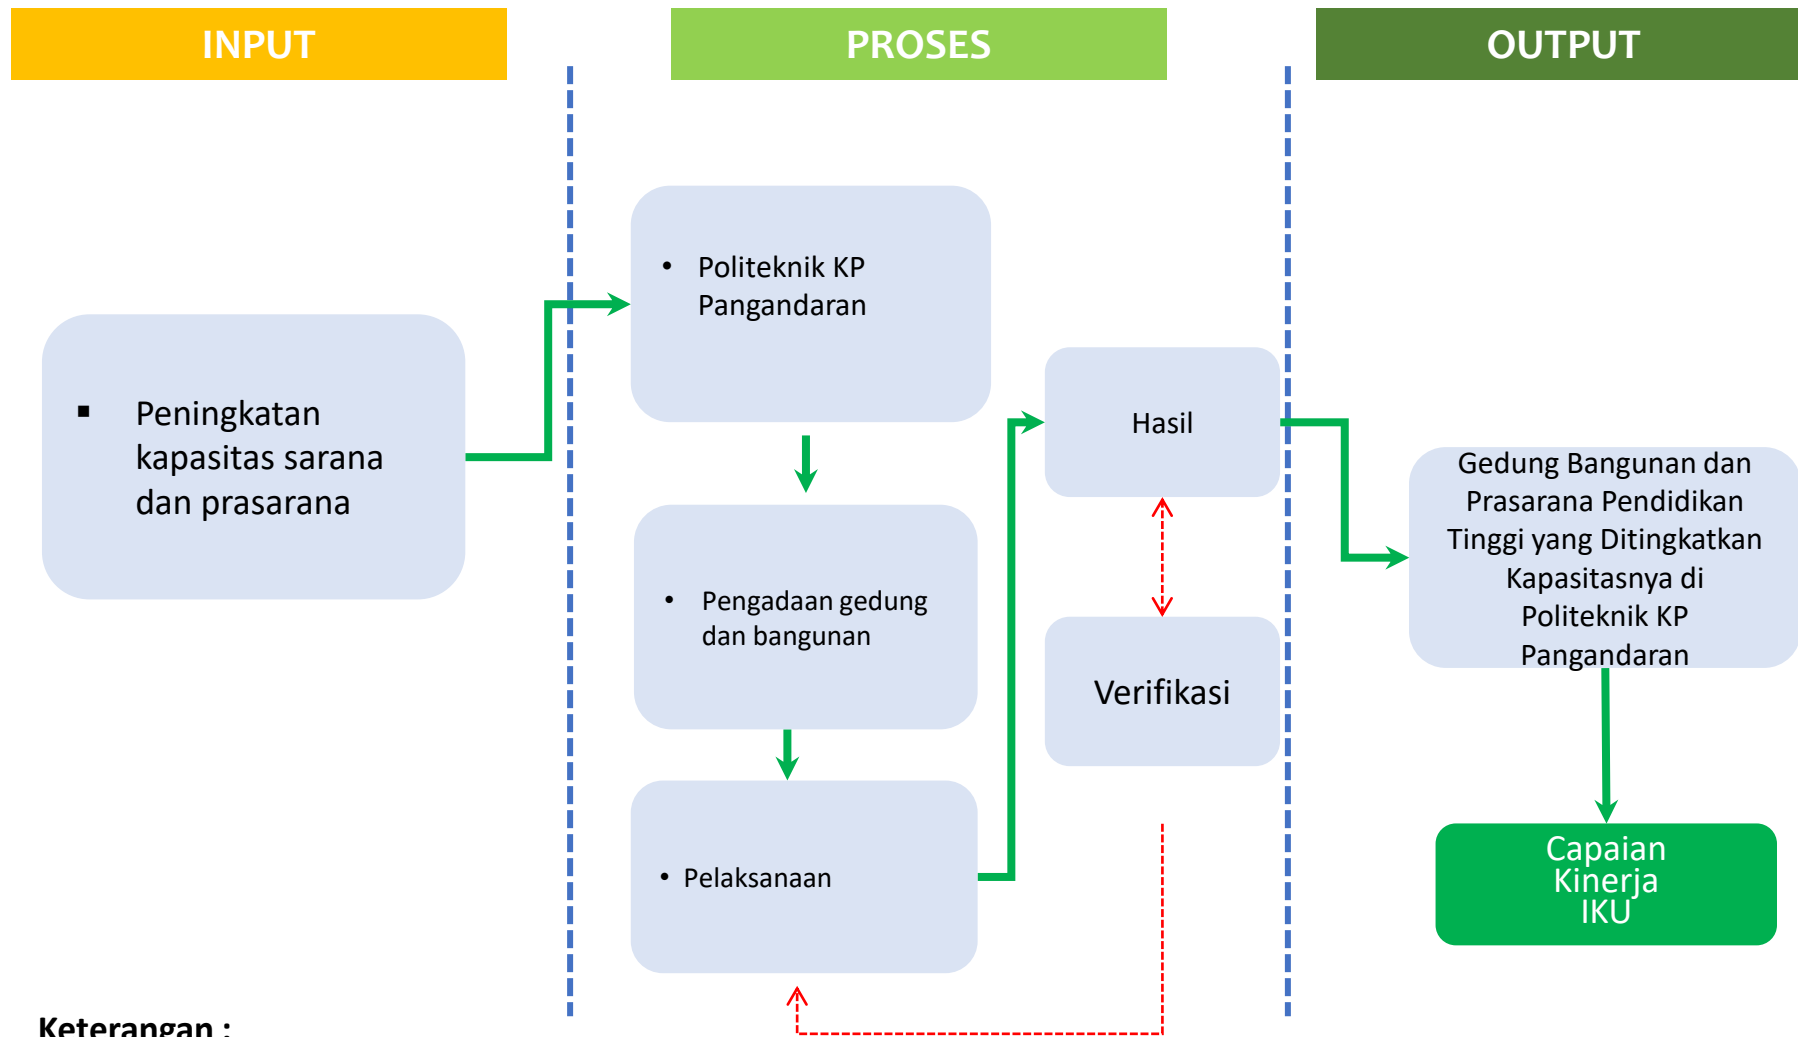 INPUT
PROSES
OUTPUT
▪ Peningkatan
kapasitas sarana
dan prasarana
• Politeknik KP
Pangandaran
• Pengadaan gedung
dan bangunan
• Pelaksanaan
Hasil
Verifikasi
Gedung Bangunan dan
Prasarana Pendidikan
Tinggi yang Ditingkatkan
Kapasitasnya di
Politeknik KP
Pangandaran
Capaian
Kinerja
IKU
Keterangan :